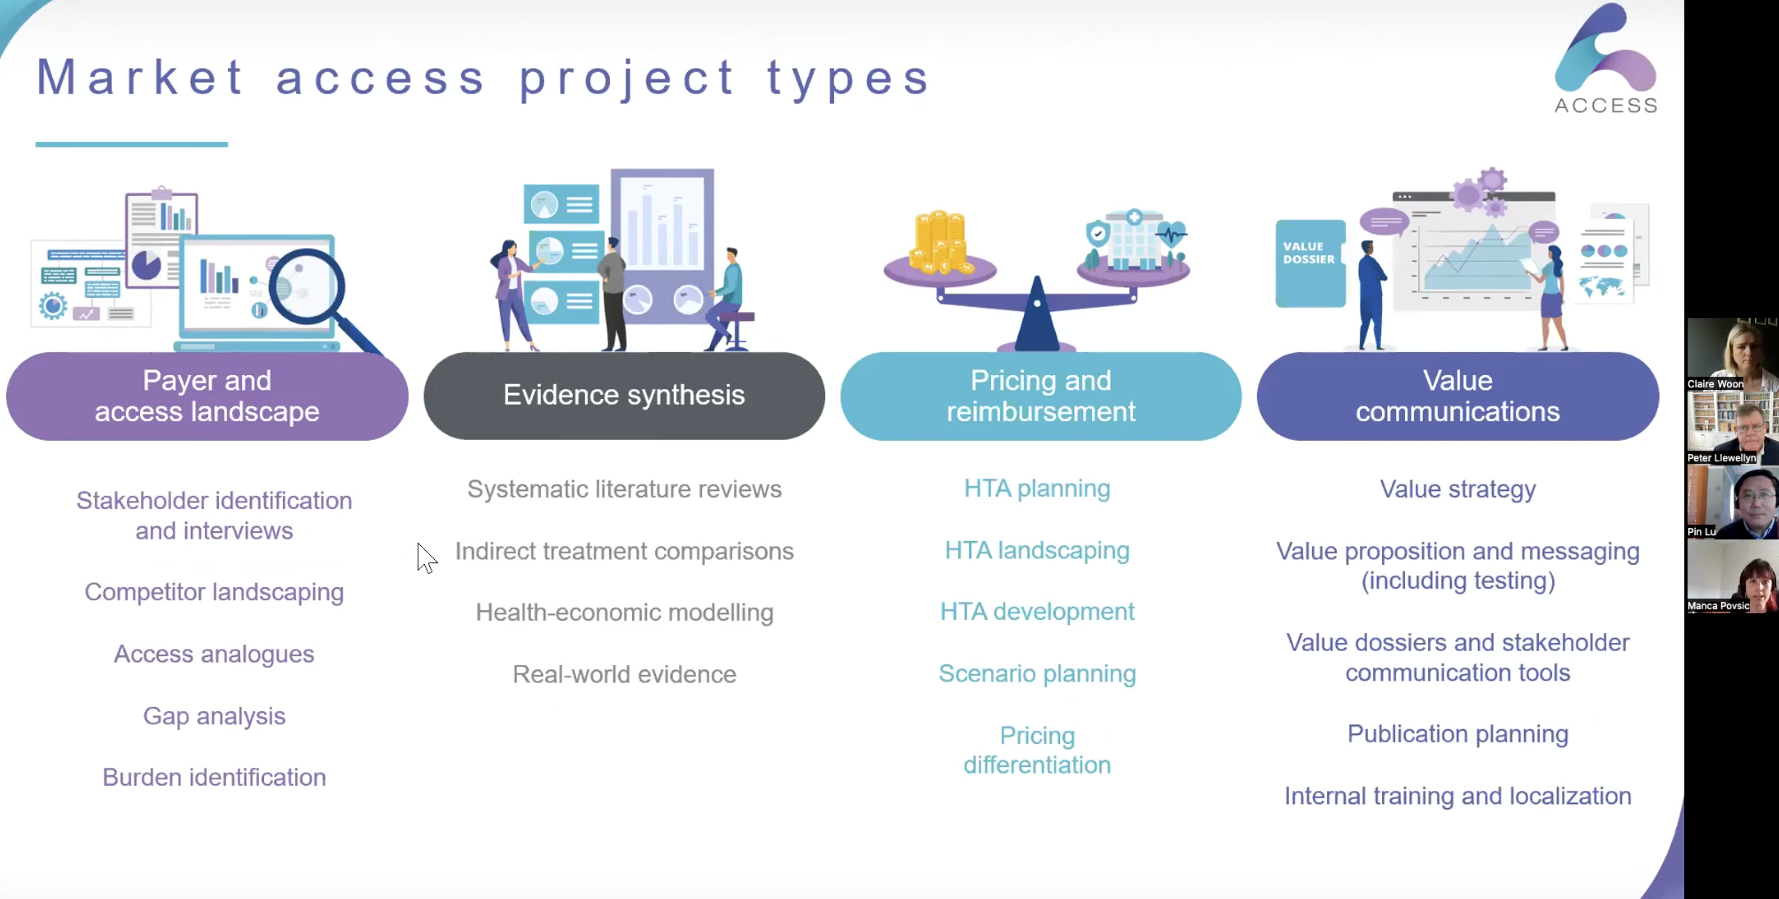 Market access project types
ACCESS
VALUE
DOSSIER
Payer and
access landscape
Stakeholder identification
and interviews
Competitor landscaping
Access analogues
Gap analysis
Burden identification
Evidence synthesis
Systematic literature reviews
Indirect treatment comparisons
Health-economic modelling
Real-world evidence
Pricing and
reimbursement
HTA planning
HTA landscaping
HTA development
Scenario planning
Pricing
differentiation
Value
communications
Value strategy
Value proposition and messaging
(including testing)
Value dossiers and stakeholder
communication tools
Publication planning
Internal training and localization
Claire Woon
Peter Llewellyn
Pin Lu
Manca Povsic